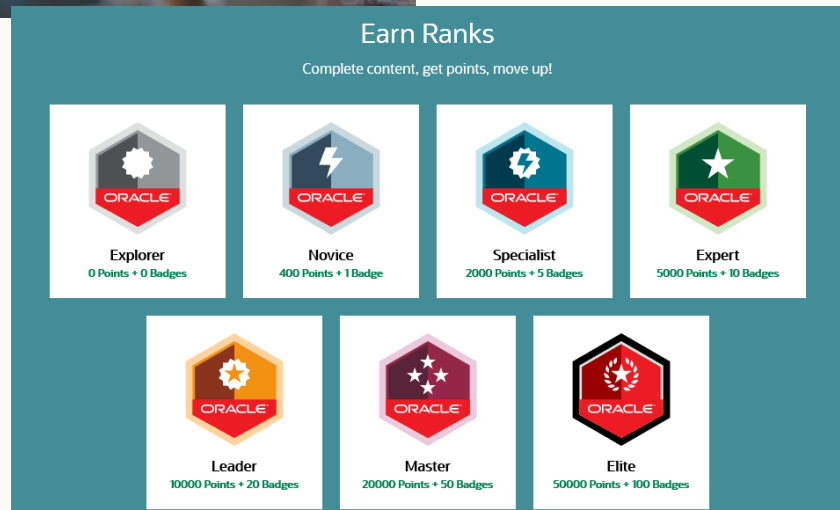 Earn Ranks
Complete content, get points, move up!
ORACLE
ORACLE
ORACLE
ORACLE
Explorer
Novice
Specialist
Expert
0 Points + 0 Badges
400 Points + 1 Badge
2000 Points + 5 Badges
5000 Points + 10 Badges
ORACLE
ORACLE
ORACLE
Leader
Master
Elite
10000 Points + 20 Badges
20000 Points + 50 Badges
50000 Points + 100 Badges